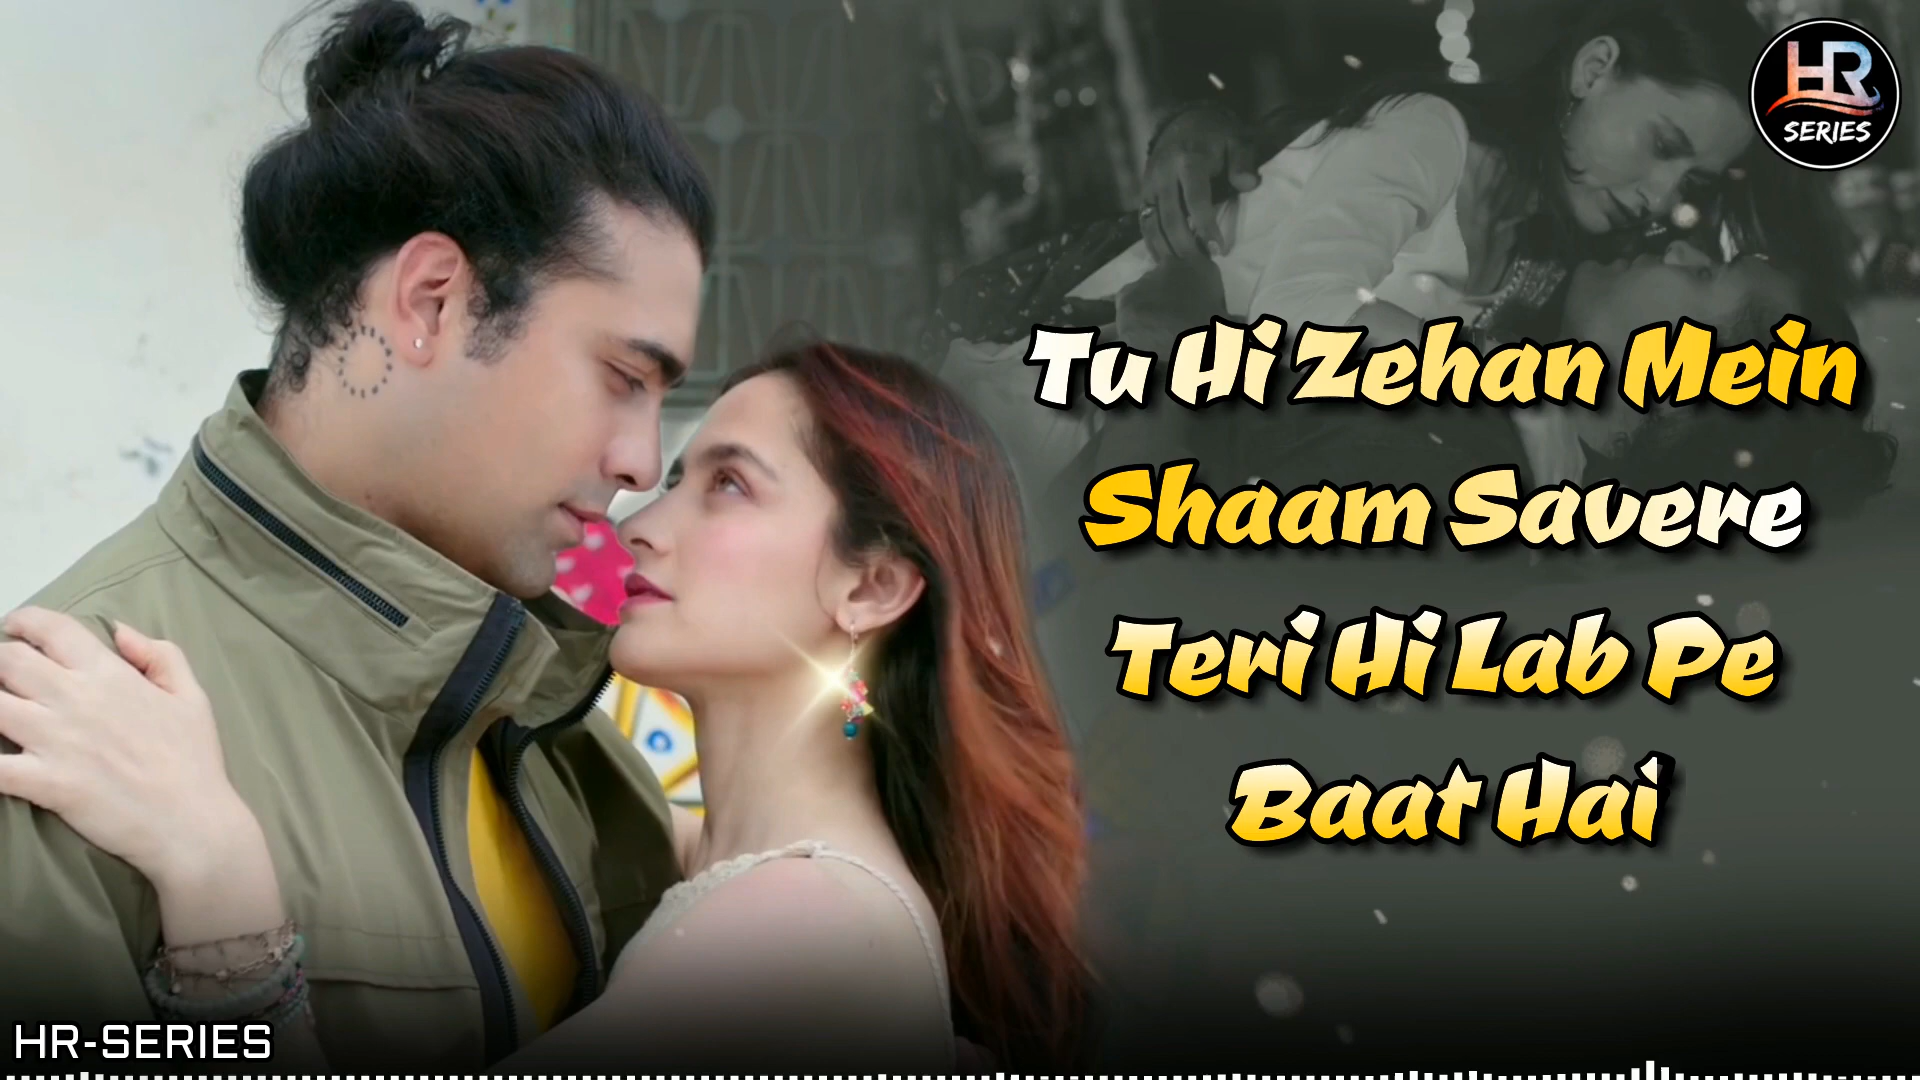 HR
SERIES
Tu Hi Zehan Mein
Shaam Savere
Teri Hi Lab Pe
Baat Hai
HR-SERIES